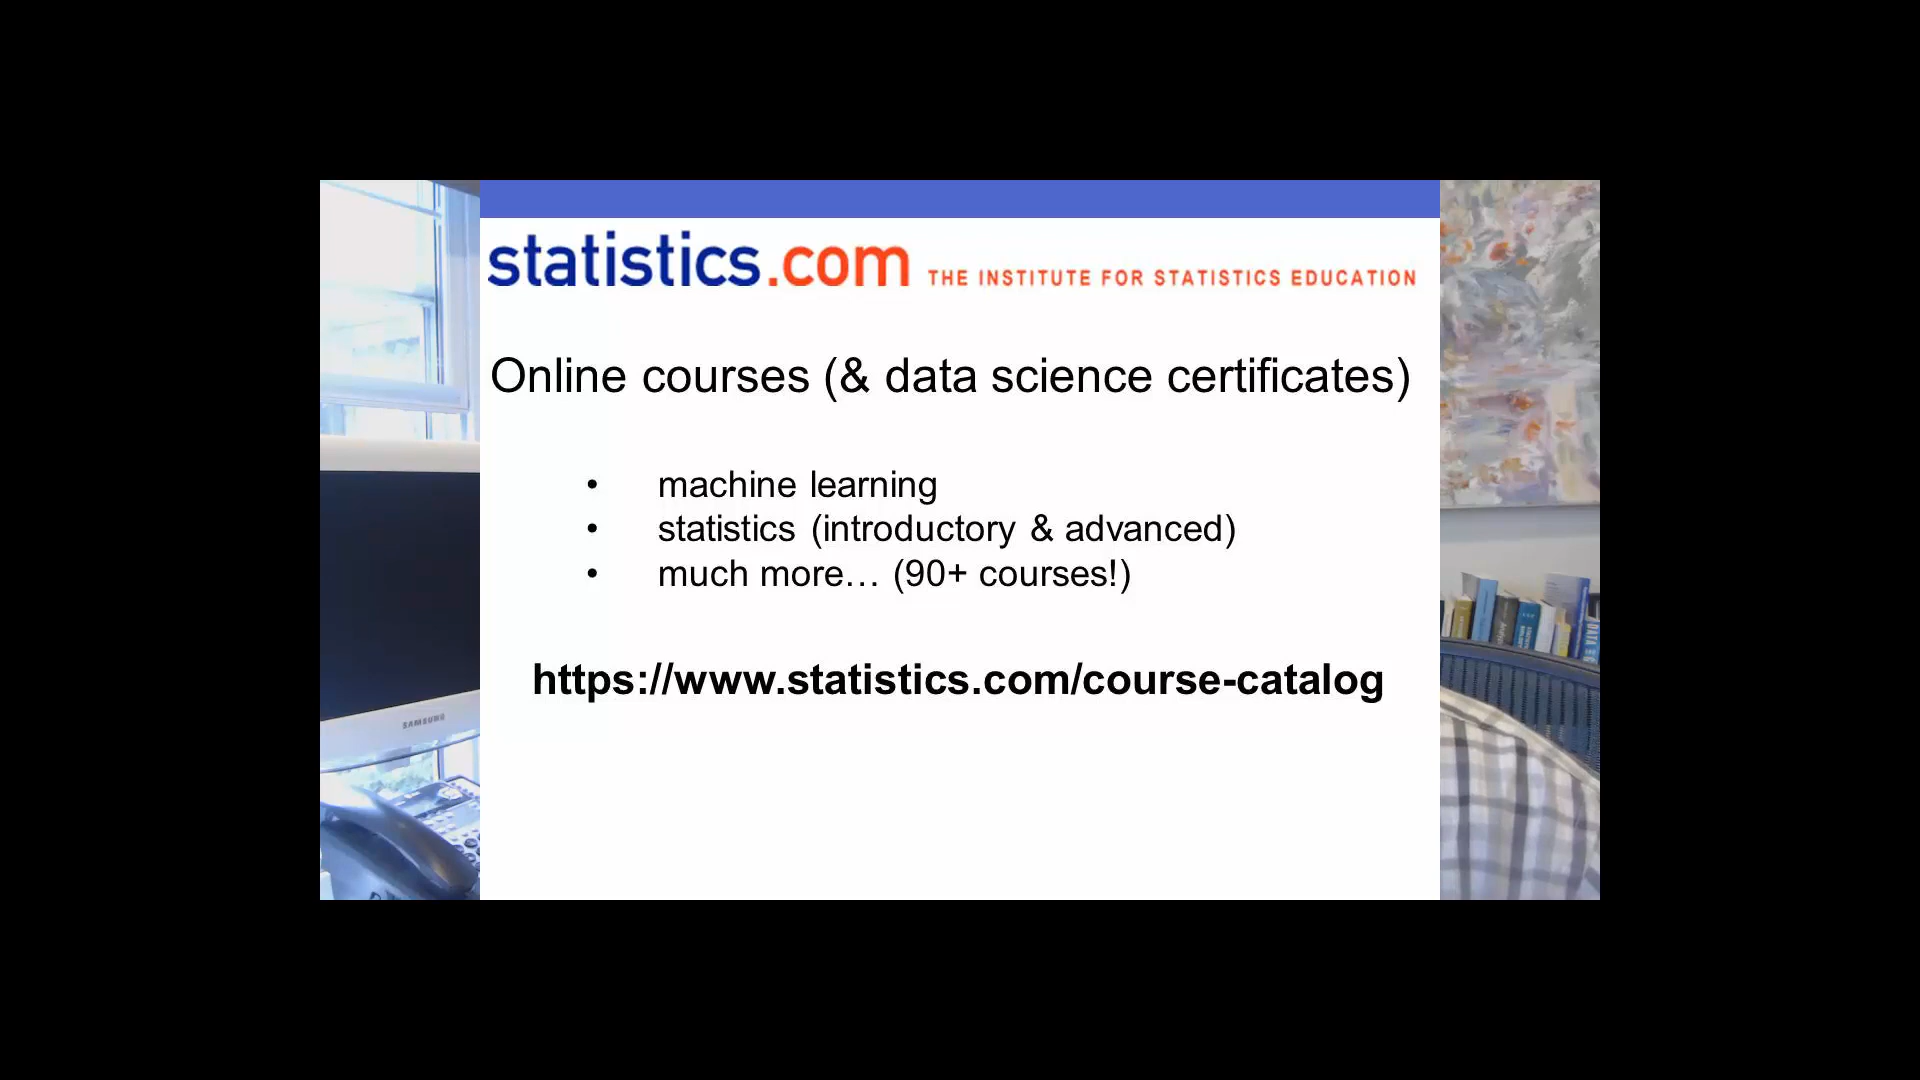 statistics.com THE INSTITUTE FOR STATISTICS EDUCATION
Online courses (& data science certificates)
• machine learning
• statistics (introductory & advanced)
• much more… (90+ courses!)
https://www.statistics.com/course-catalog
SAMSUNG